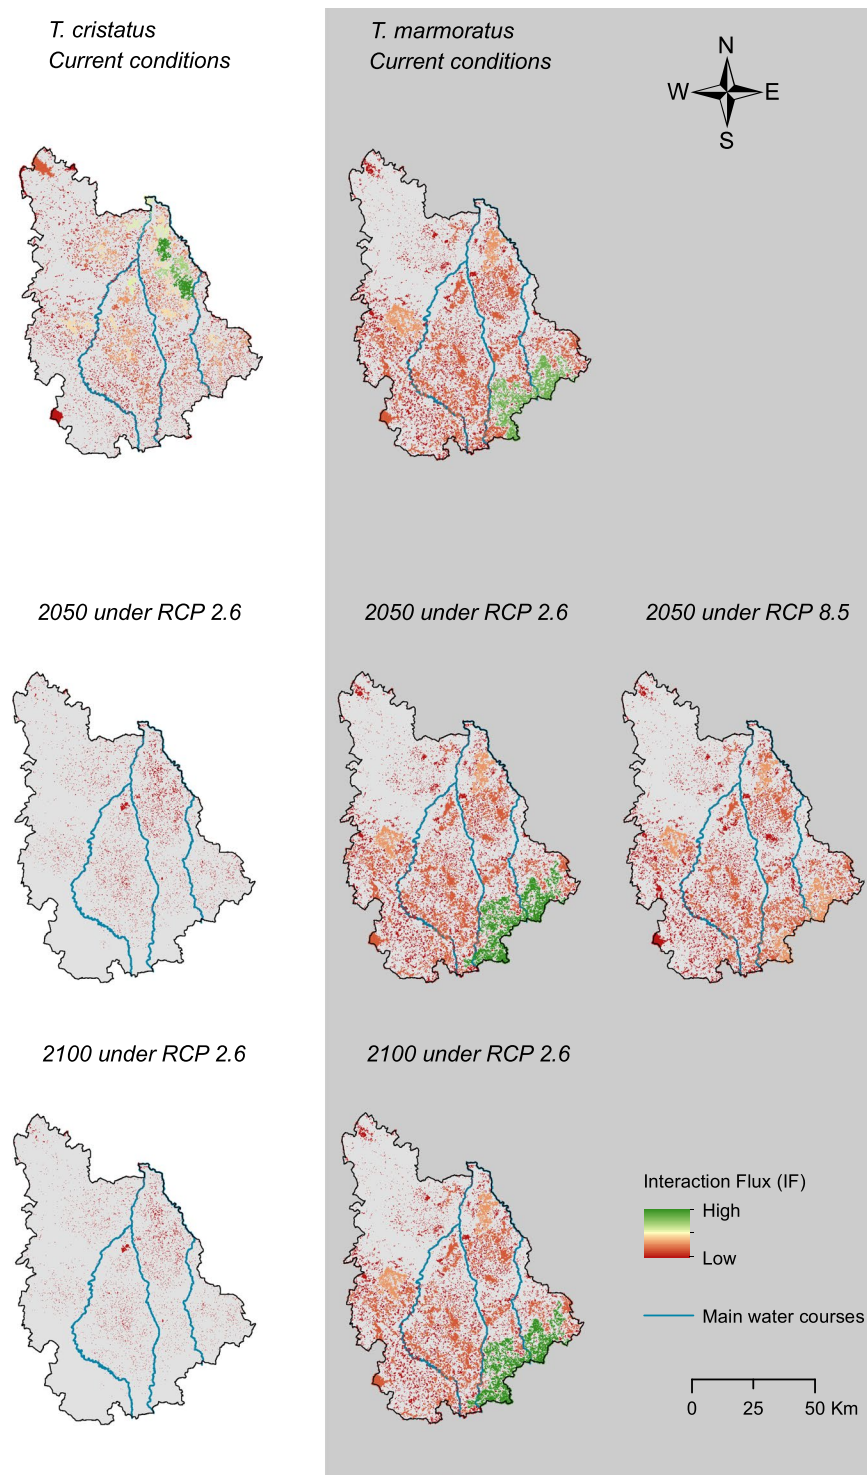 T. cristatus
Current conditions
T. marmoratus
Current conditions
N
W E
S
2050 under RCP 2.6
2050 under RCP 2.6
2050 under RCP 8.5
2100 under RCP 2.6
2100 under RCP 2.6
Interaction Flux (IF)
High
Low
Main water courses
0 25 50 Km